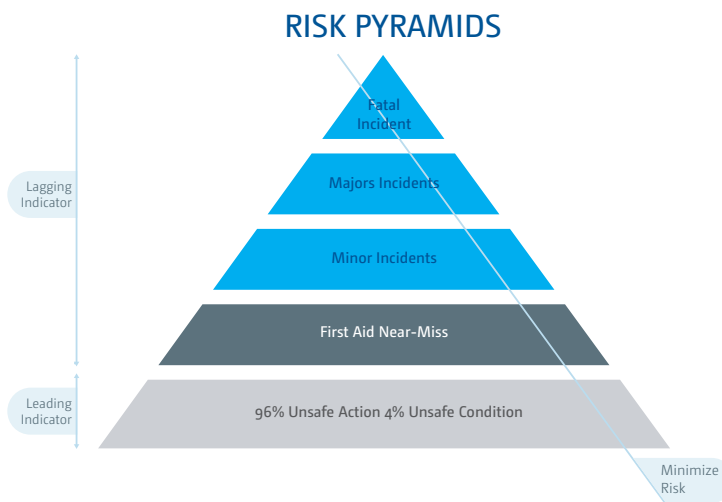 RISK PYRAMIDS
Fatal
Incident
Majors Incidents
Lagging
Indicator
Minor Incidents
First Aid Near-Miss
Leading
Indicator
96% Unsafe Action 4% Unsafe Condition
Minimize
Risk